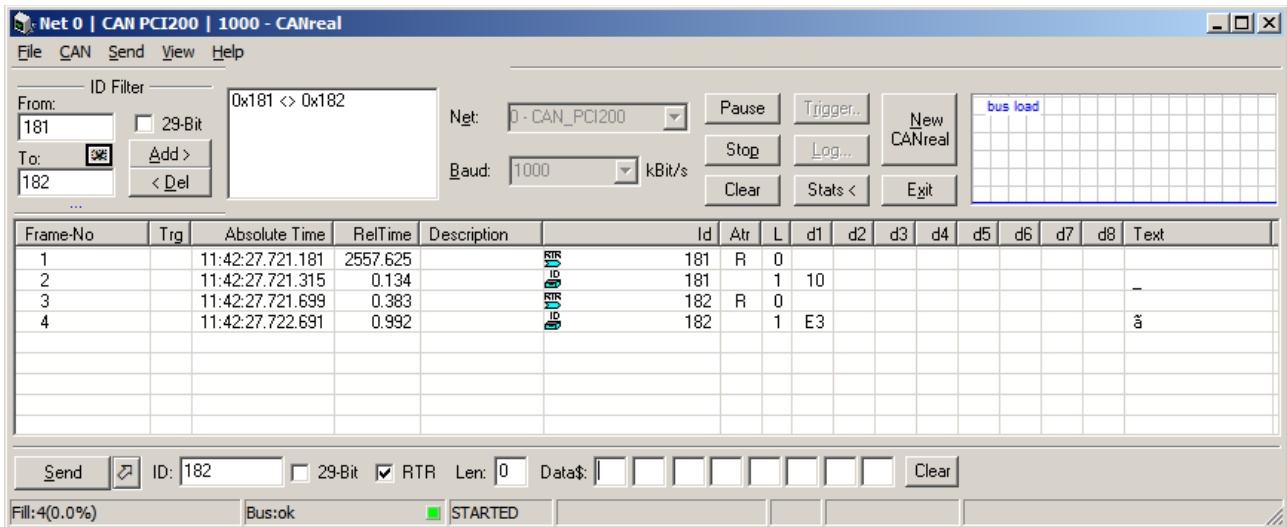 Net 0 | CAN PCI200 | 1000 - CANreal
File CAN Send View Help
ID Filter
From:
181
29-Bit
To:
Add >
182
< Del
...
0x181 <> 0x182
Net: 0 - CAN_PCI200
Baud: 1000 kBit/s
Pause Trigger.. New CANreal
Stop Log...
Clear Stats < Exit
bus load
Frame-No Trg Absolute Time RelTime Description Id Atr L d1 d2 d3 d4 d5 d6 d7 d8 Text
1 11:42:27.721.181 2557.625 RTR 181 R 0
2 11:42:27.721.315 0.134 ID 181 1 10 _
3 11:42:27.721.699 0.383 RTR 182 R 0
4 11:42:27.722.691 0.992 ID 182 1 E3 ã
Send ID: 182 29-Bit RTR Len: 0 Data$: Clear
Fill:4(0.0%) Bus:ok STARTED